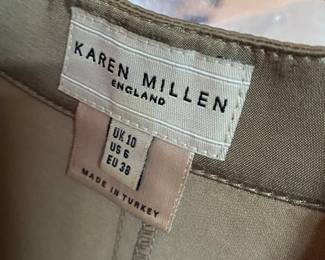 KAREN MILLEN
ENGLAND
UK 10
US 6
EU 38
MADE IN TURKEY